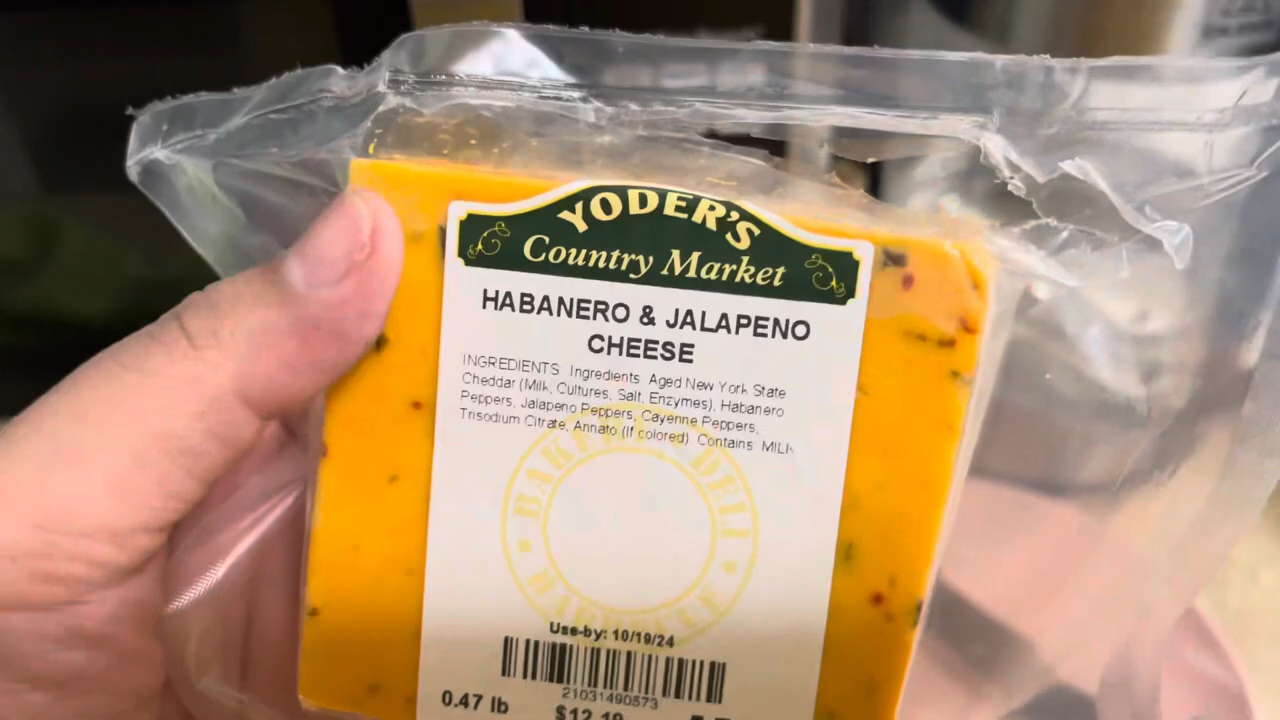 YODER'S
Country Market
HABANERO & JALAPENO
CHEESE
INGREDIENTS Ingredients Aged New York State
Cheddar (Milk, Cultures, Salt, Enzymes), Habanero
Peppers, Jalapeno Peppers, Cayenne Peppers,
Trisodium Citrate, Annato (If colored) Contains MILK
BAKERY DELI
BARBECUE
Use-by: 10/19/24
21031490573
0.47 lb
$12.19